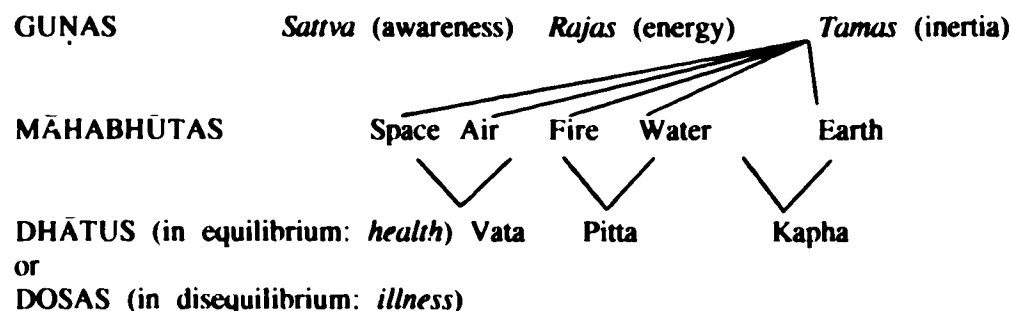 GUṆAS Sattva (awareness) Rajas (energy) Tamas (inertia)
MĀHABHŪTAS Space Air Fire Water Earth
DHĀTUS (in equilibrium: health) Vata Pitta Kapha
or
DOSAS (in disequilibrium: illness)